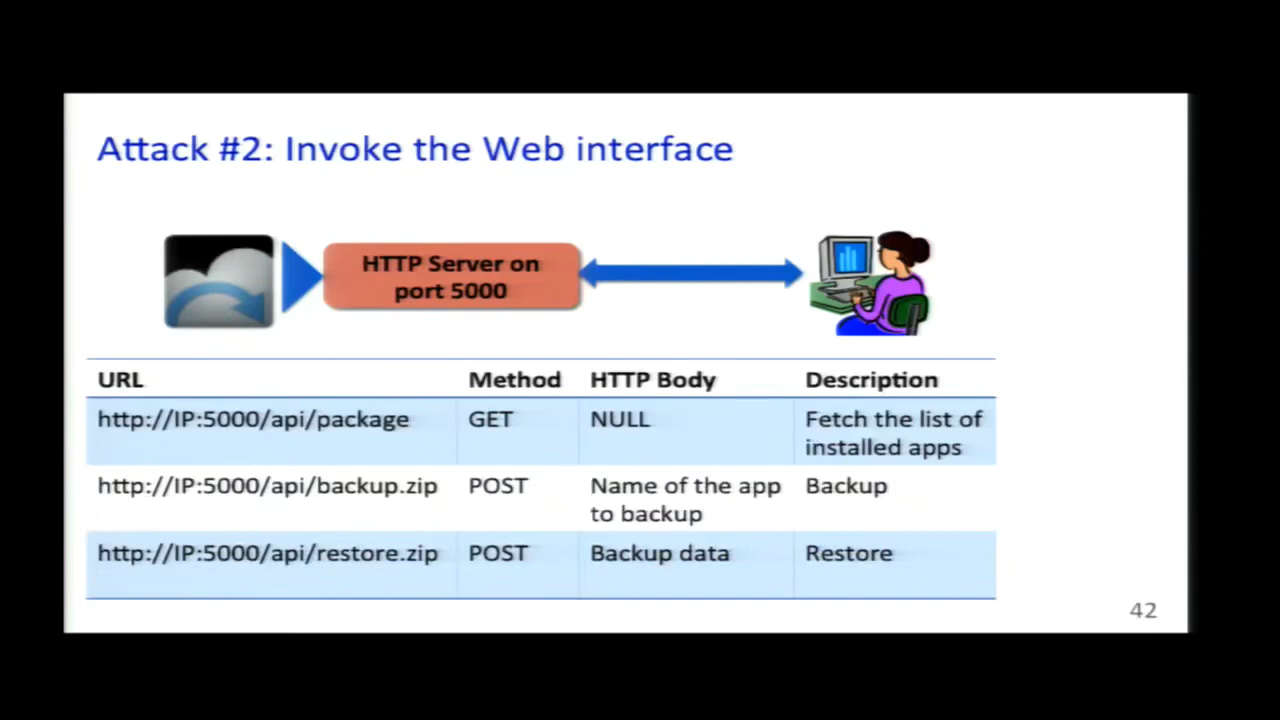 Attack #2: Invoke the Web interface
HTTP Server on
port 5000
URL Method HTTP Body Description
http://IP:5000/api/package GET NULL Fetch the list of
installed apps
http://IP:5000/api/backup.zip POST Name of the app Backup
to backup
http://IP:5000/api/restore.zip POST Backup data Restore
42